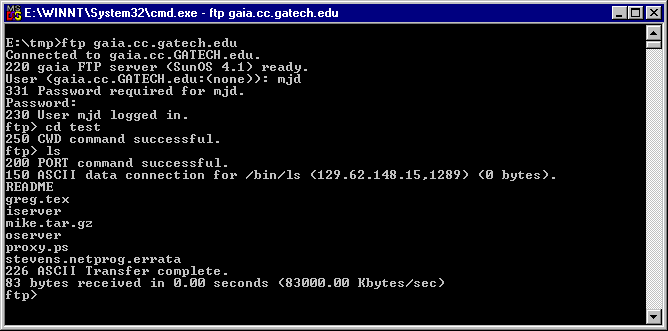 E:\WINNT\System32\cmd.exe - ftp gaia.cc.gatech.edu
E:\tmp>ftp gaia.cc.gatech.edu
Connected to gaia.cc.GATECH.edu.
220 gaia FTP server (SunOS 4.1) ready.
User (gaia.cc.GATECH.edu:(none)): mjd
331 Password required for mjd.
Password:
230 User mjd logged in.
ftp> cd test
250 CWD command successful.
ftp> ls
200 PORT command successful.
150 ASCII data connection for /bin/ls (129.62.148.15,1289) (0 bytes).
README
greg.tex
iserver
mike.tar.gz
oserver
proxy.ps
stevens.netprog.errata
226 ASCII Transfer complete.
83 bytes received in 0.00 seconds (83000.00 Kbytes/sec)
ftp>